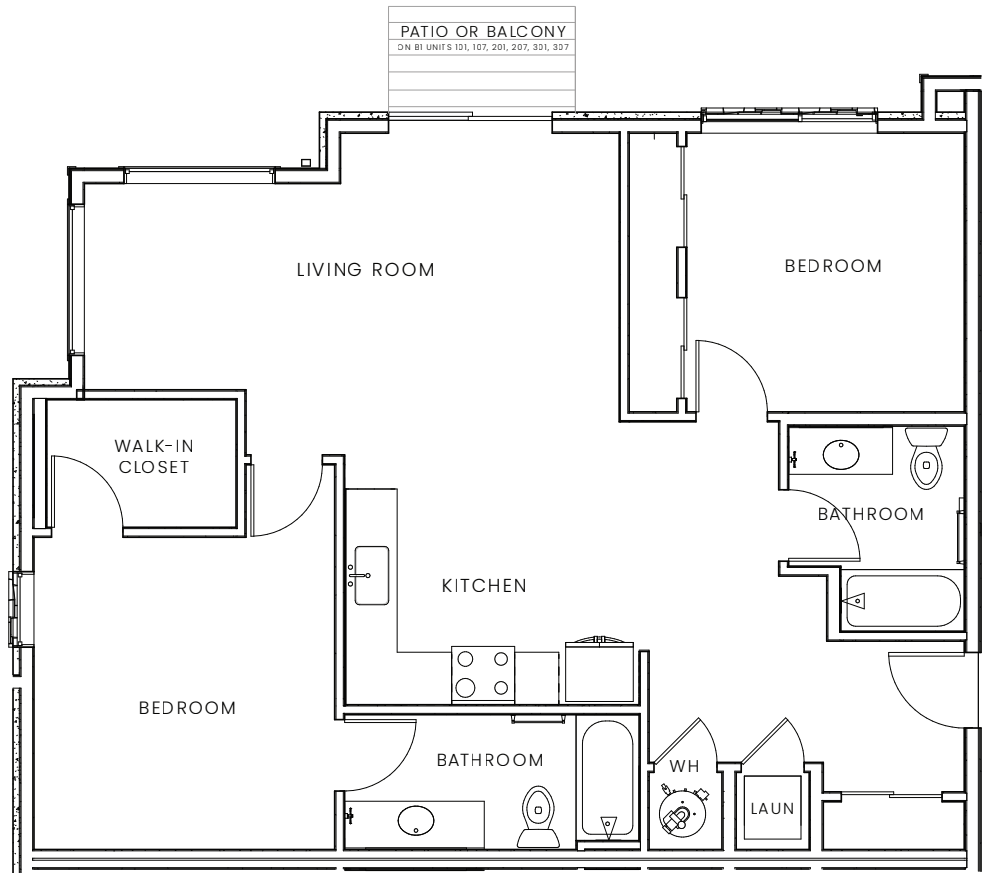 PATIO OR BALCONY
ON B1 UNITS 101, 107, 201, 207, 301, 307
LIVING ROOM
BEDROOM
WALK-IN
CLOSET
BATHROOM
KITCHEN
BEDROOM
BATHROOM
WH
LAUN